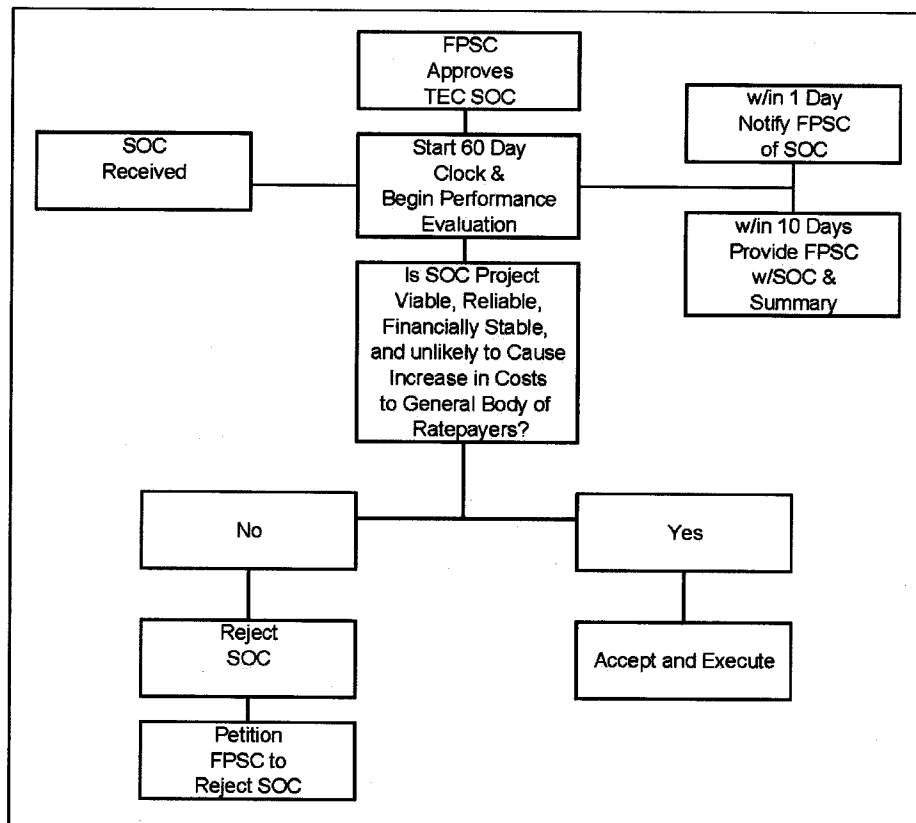 FPSC
Approves
TEC SOC
SOC
Received
Start 60 Day
Clock &
Begin Performance
Evaluation
w/in 1 Day
Notify FPSC
of SOC
w/in 10 Days
Provide FPSC
w/SOC &
Summary
Is SOC Project
Viable, Reliable,
Financially Stable,
and unlikely to Cause
Increase in Costs
to General Body of
Ratepayers?
No
Yes
Reject
SOC
Accept and Execute
Petition
FPSC to
Reject SOC